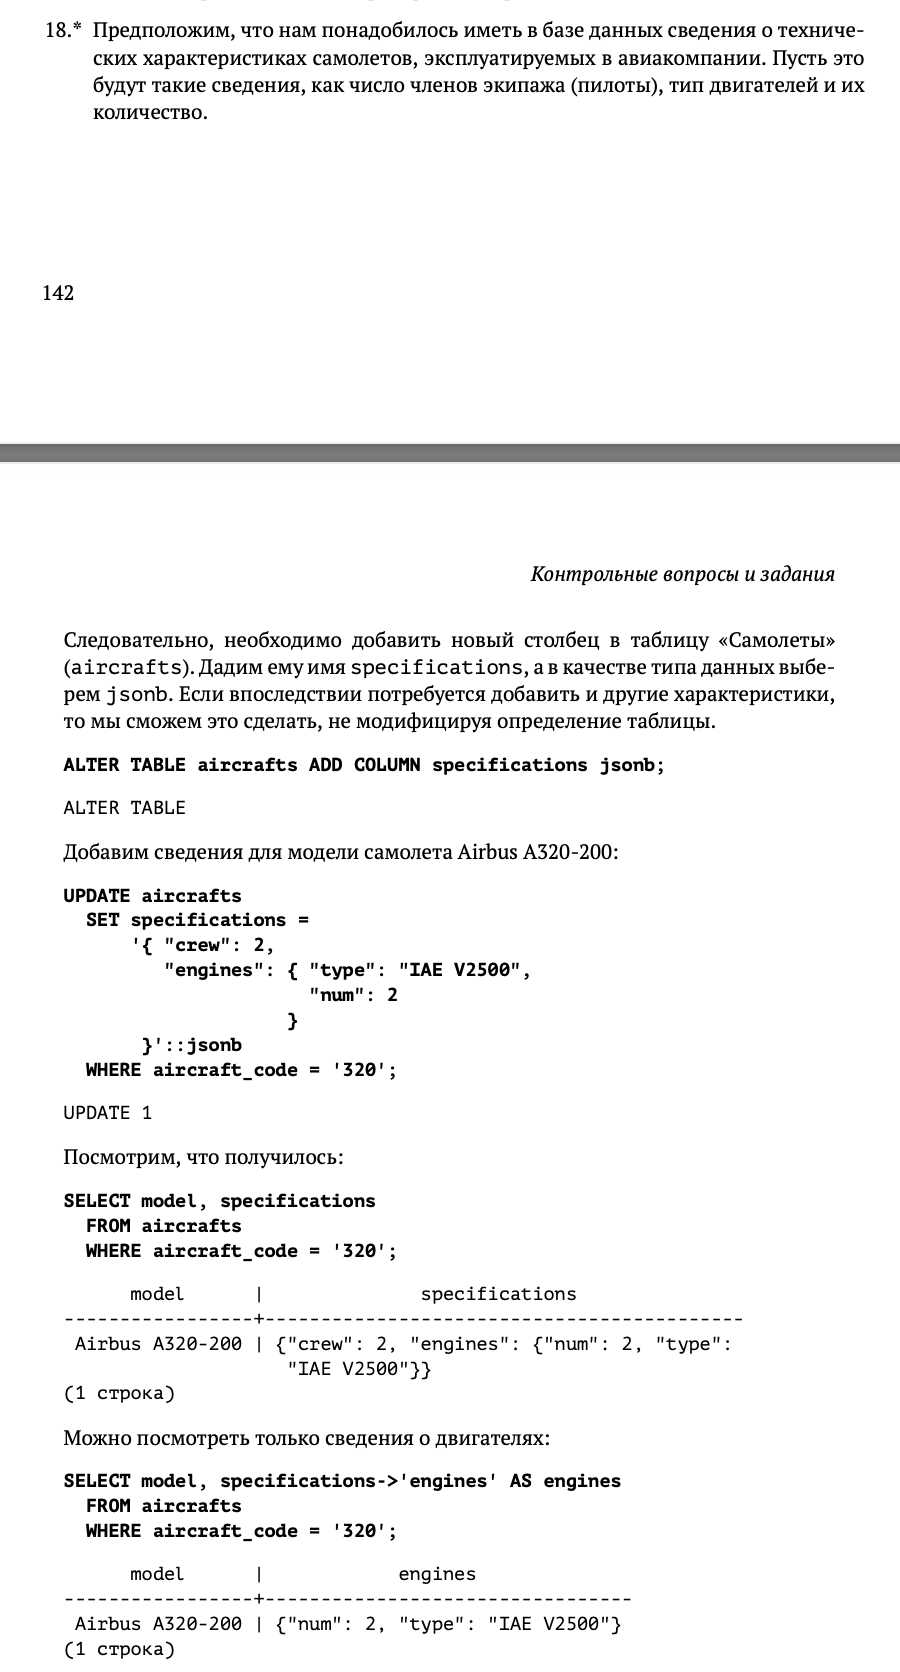 18.* Предположим, что нам понадобилось иметь в базе данных сведения о техниче-
ских характеристиках самолетов, эксплуатируемых в авиакомпании. Пусть это
будут такие сведения, как число членов экипажа (пилоты), тип двигателей и их
количество.
142
Контрольные вопросы и задания
Следовательно, необходимо добавить новый столбец в таблицу «Самолеты»
(aircrafts). Дадим ему имя specifications, а в качестве типа данных выбе-
рем jsonb. Если впоследствии потребуется добавить и другие характеристики,
то мы сможем это сделать, не модифицируя определение таблицы.
ALTER TABLE aircrafts ADD COLUMN specifications jsonb;
ALTER TABLE
Добавим сведения для модели самолета Airbus A320-200:
UPDATE aircrafts
  SET specifications =
      '{ "crew": 2,
         "engines": { "type": "IAE V2500",
                      "num": 2
                    }
       }'::jsonb
  WHERE aircraft_code = '320';
UPDATE 1
Посмотрим, что получилось:
SELECT model, specifications
  FROM aircrafts
  WHERE aircraft_code = '320';
      model      |              specifications
-----------------+-------------------------------------------
 Airbus A320-200 | {"crew": 2, "engines": {"num": 2, "type":
                    "IAE V2500"}}
(1 строка)
Можно посмотреть только сведения о двигателях:
SELECT model, specifications->'engines' AS engines
  FROM aircrafts
  WHERE aircraft_code = '320';
      model      |            engines
-----------------+---------------------------------
 Airbus A320-200 | {"num": 2, "type": "IAE V2500"}
(1 строка)